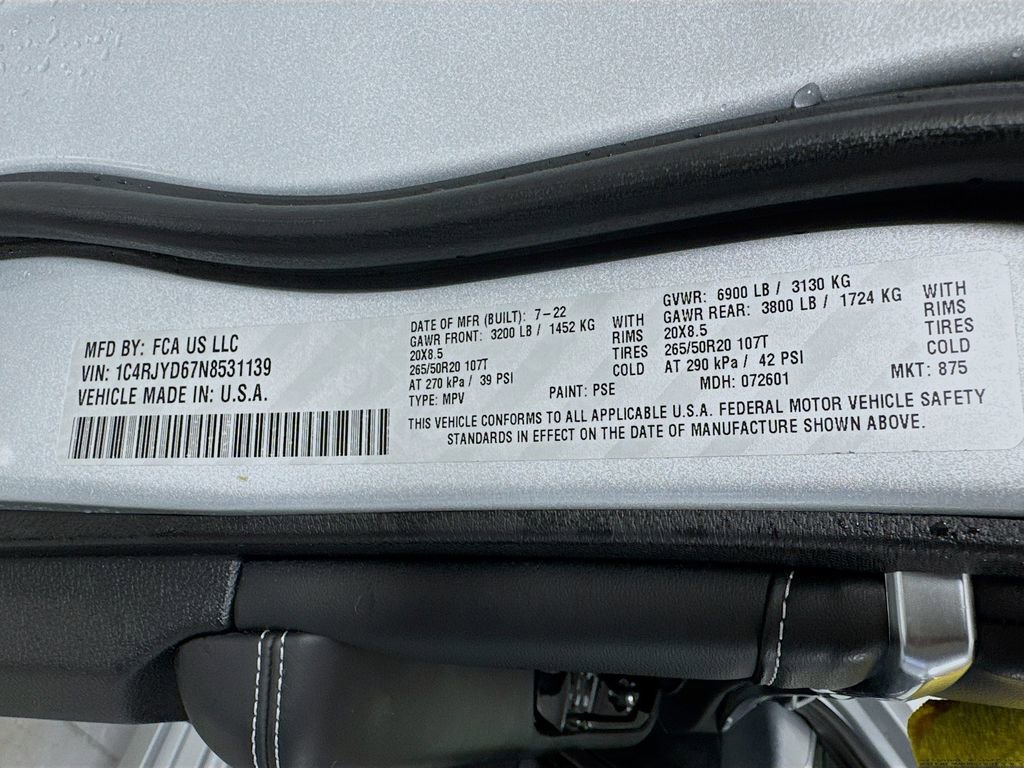 MFD BY: FCA US LLC
VIN: 1C4RJYD67N8531139
VEHICLE MADE IN: U.S.A.
DATE OF MFR (BUILT): 7-22
GAWR FRONT: 3200 LB / 1452 KG WITH
20X8.5 RIMS
265/50R20 107T TIRES
AT 270 kPa / 39 PSI COLD
TYPE: MPV PAINT: PSE
GVWR: 6900 LB / 3130 KG
GAWR REAR: 3800 LB / 1724 KG WITH
20X8.5 RIMS
265/50R20 107T TIRES
AT 290 kPa / 42 PSI COLD
MDH: 072601 MKT: 875
THIS VEHICLE CONFORMS TO ALL APPLICABLE U.S.A. FEDERAL MOTOR VEHICLE SAFETY
STANDARDS IN EFFECT ON THE DATE OF MANUFACTURE SHOWN ABOVE.